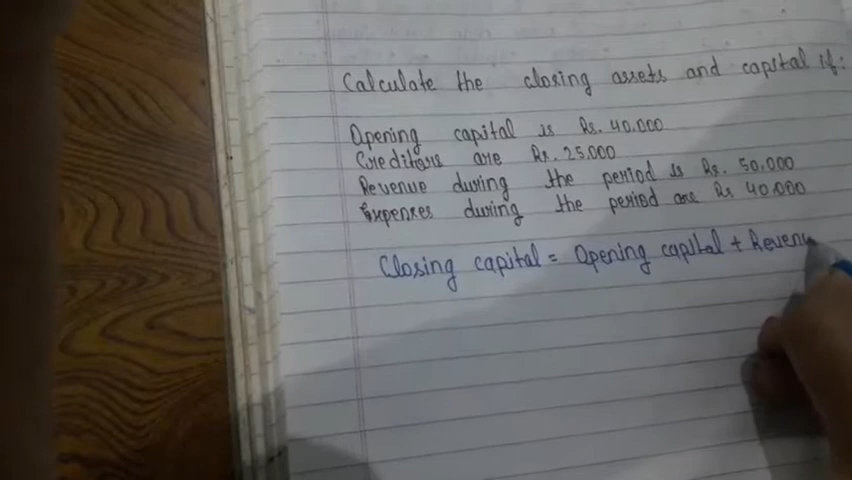 Calculate the closing assets and capital if:
Opening capital is Rs. 40.000
Creditors are Rs. 25.000
Revenue during the period is Rs. 50.000
Expenses during the period are Rs 40.000
Closing capital = Opening capital + Revenu